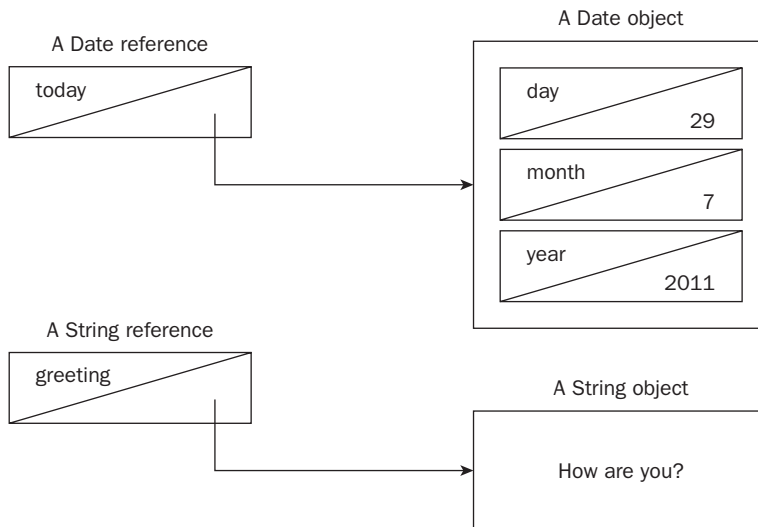 A Date reference
today
A Date object
day
29
month
7
year
2011
A String reference
greeting
A String object
How are you?